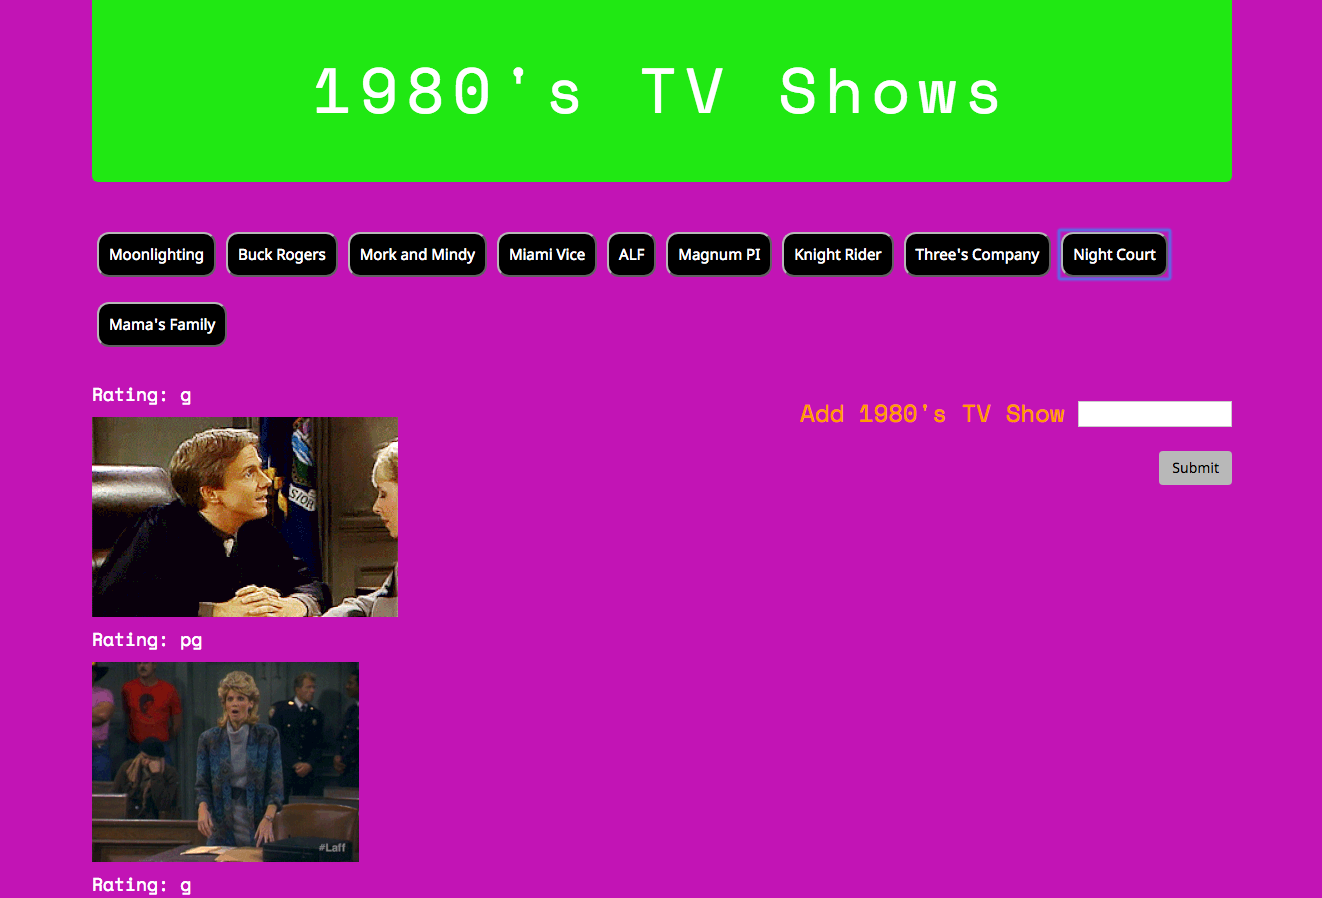 1980's TV Shows
Moonlighting Buck Rogers Mork and Mindy Miami Vice ALF Magnum PI Knight Rider Three's Company Night Court
Mama's Family
Rating: g
Add 1980's TV Show
Submit
SIOR
Rating: pg
#Laff
Rating: g